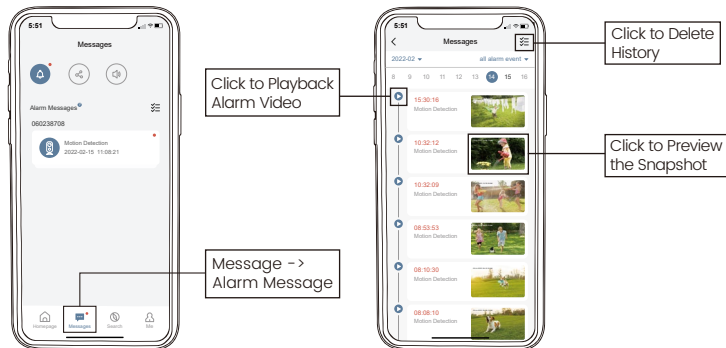 5:51
Messages
Alarm Messages
060238708
Motion Detection
2022-02-15 11:08:21
Homepage
Messages
Search
Me
Message ->
Alarm Message
Click to Playback
Alarm Video
5:51
Messages
2022-02
all alarm event
8 9 10 11 12 13 14 15 16
15:30:16
Motion Detection
10:32:12
Motion Detection
10:32:09
Motion Detection
08:53:53
Motion Detection
08:10:30
Motion Detection
08:08:10
Motion Detection
Click to Delete
History
Click to Preview
the Snapshot